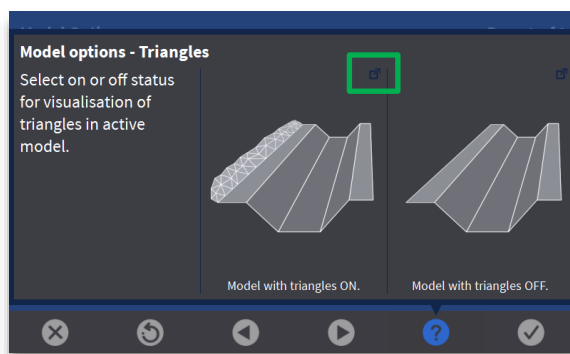 Model options - Triangles
Select on or off status
for visualisation of
triangles in active
model.
Model with triangles ON.
Model with triangles OFF.
?